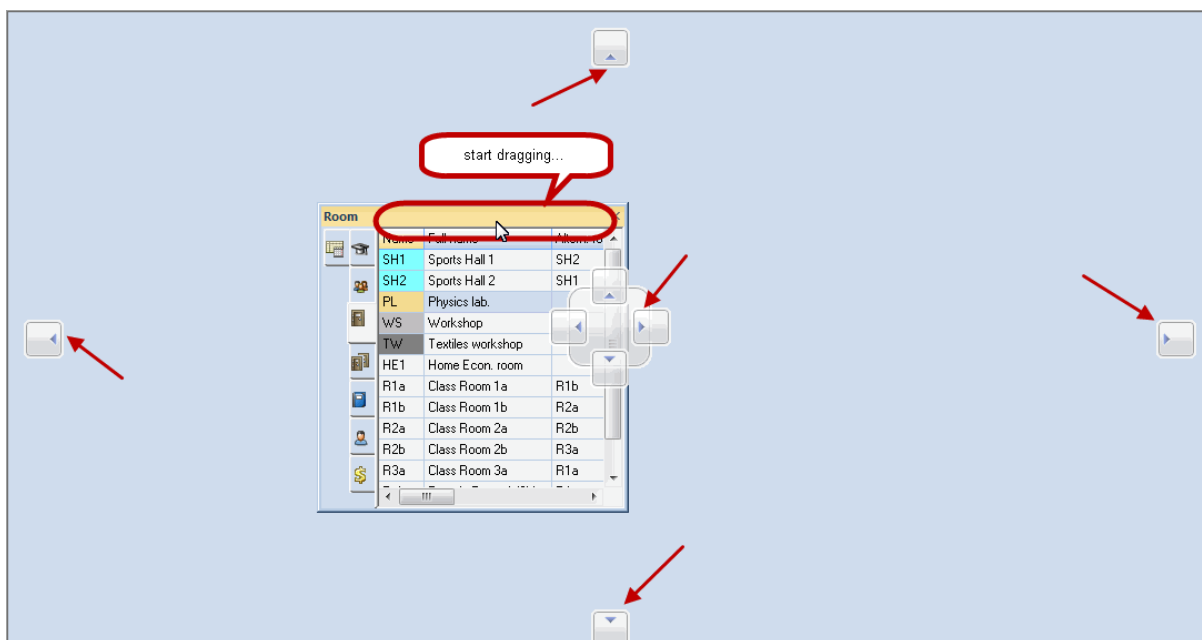 start dragging...
Room
Name Full name Altern. ro
SH1 Sports Hall 1 SH2
SH2 Sports Hall 2 SH1
PL Physics lab.
WS Workshop
TW Textiles workshop
HE1 Home Econ. room
R1a Class Room 1a R1b
R1b Class Room 1b R2a
R2a Class Room 2a R2b
R2b Class Room 2b R3a
R3a Class Room 3a R1a